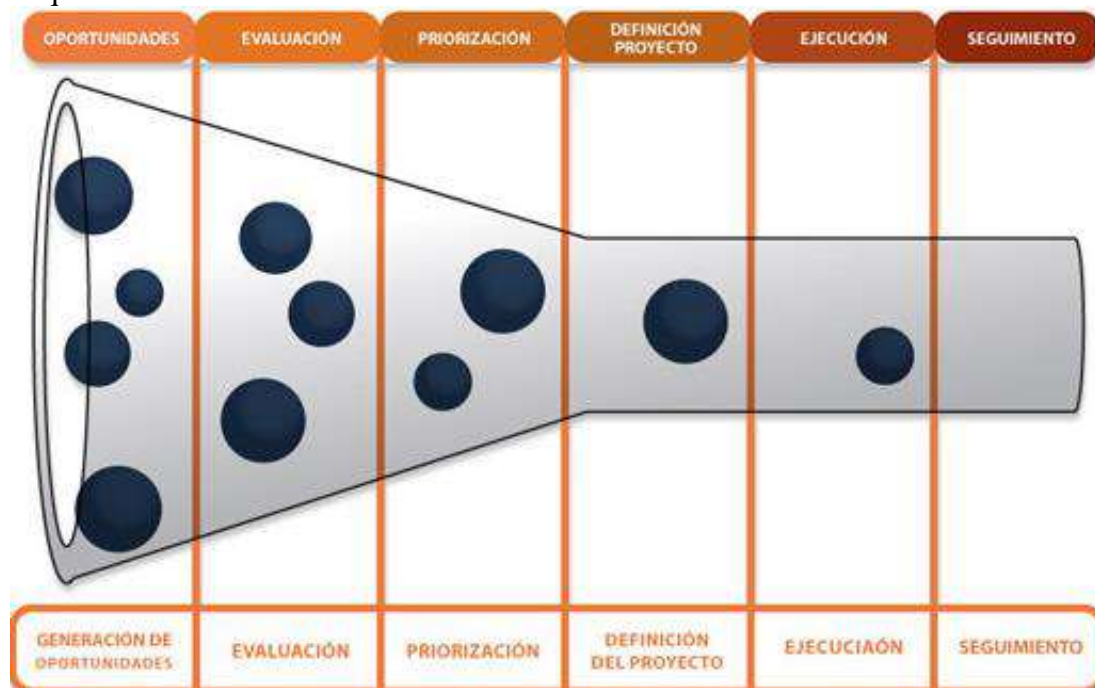 OPORTUNIDADES
EVALUACIÓN
PRIORIZACIÓN
DEFINICIÓN
PROYECTO
EJECUCIÓN
SEGUIMIENTO
GENERACIÓN DE
OPORTUNIDADES
EVALUACIÓN
PRIORIZACIÓN
DEFINICIÓN
DEL PROYECTO
EJECUCIAÓN
SEGUIMIENTO